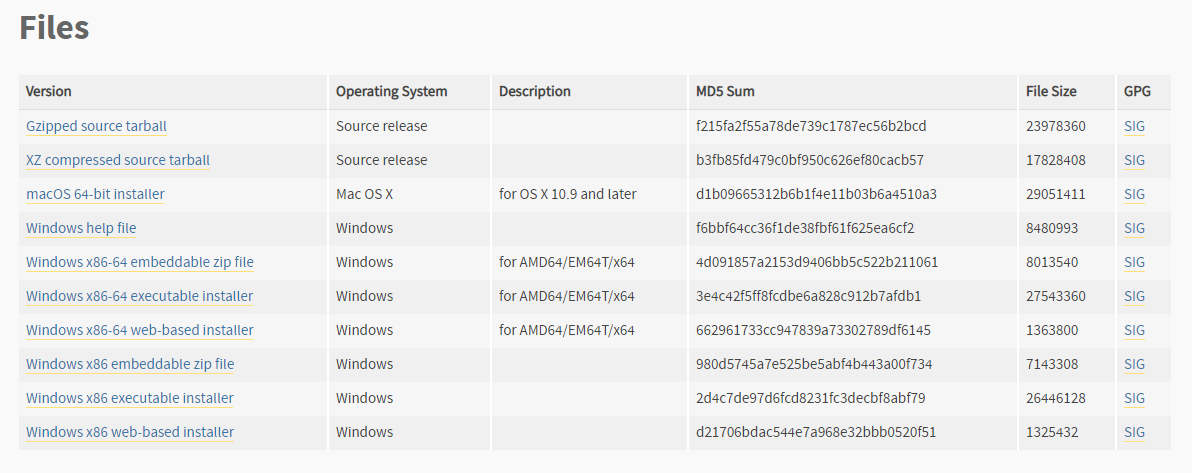 Files
Version Operating System Description MD5 Sum File Size GPG
Gzipped source tarball Source release f215fa2f55a78de739c1787ec56b2bcd 23978360 SIG
XZ compressed source tarball Source release b3fb85fd479c0bf950c626ef80cacb57 17828408 SIG
macOS 64-bit installer Mac OS X for OS X 10.9 and later d1b09665312b6b1f4e11b03b6a4510a3 29051411 SIG
Windows help file Windows f6bbf64cc36f1de38fbf61f625ea6cf2 8480993 SIG
Windows x86-64 embeddable zip file Windows for AMD64/EM64T/x64 4d091857a2153d9406bb5c522b211061 8013540 SIG
Windows x86-64 executable installer Windows for AMD64/EM64T/x64 3e4c42f5ff8fcdbe6a828c912b7afdb1 27543360 SIG
Windows x86-64 web-based installer Windows for AMD64/EM64T/x64 662961733cc947839a73302789df6145 1363800 SIG
Windows x86 embeddable zip file Windows 980d5745a7e525be5abf4b443a00f734 7143308 SIG
Windows x86 executable installer Windows 2d4c7de97d6fcd8231fc3decbf8abf79 26446128 SIG
Windows x86 web-based installer Windows d21706bdac544e7a968e32bbb0520f51 1325432 SIG